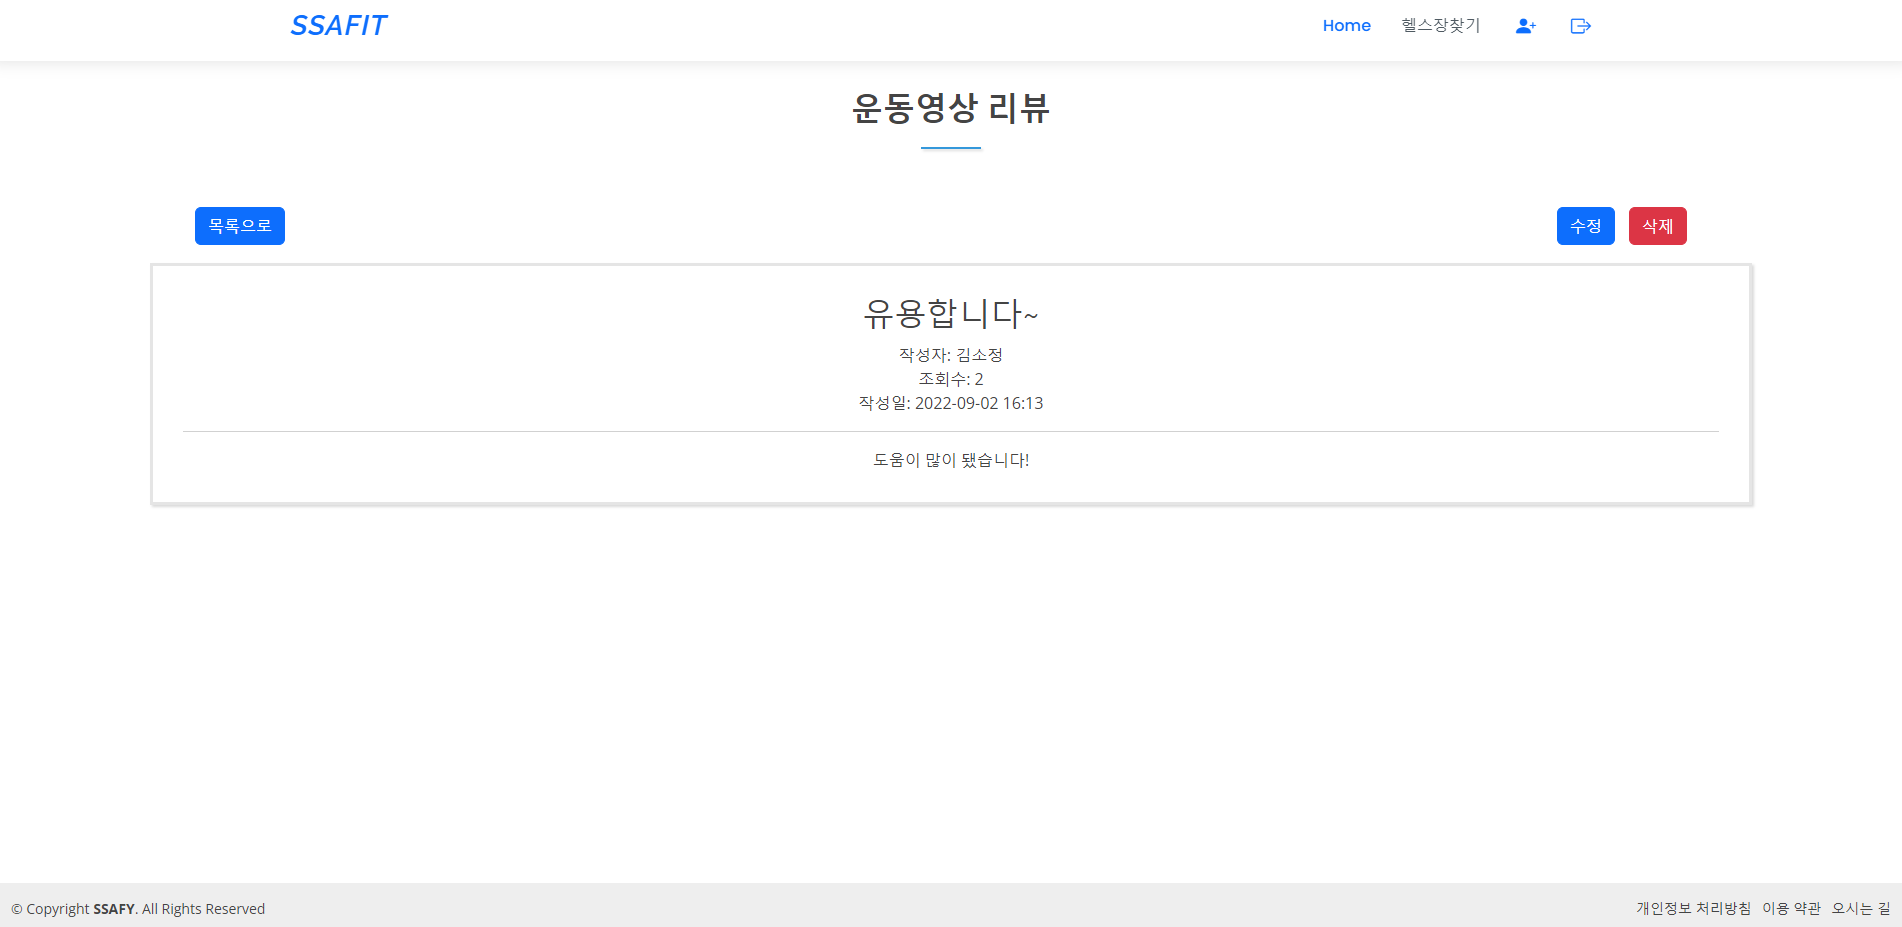 SSAFIT Home 헬스장찾기
운동영상 리뷰
목록으로 수정 삭제
유용합니다~
작성자: 김소정
조회수: 2
작성일: 2022-09-02 16:13
도움이 많이 됐습니다!
© Copyright SSAFY. All Rights Reserved 개인정보 처리방침 이용 약관 오시는 길